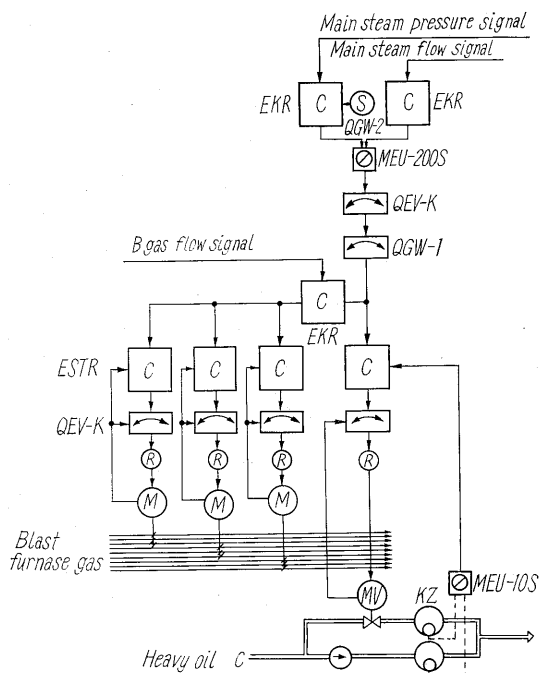 Main steam pressure signal
Main steam flow signal
EKR C S C EKR
QGW-2
MEU-200S
QEV-K
QGW-1
B gas flow signal
C
EKR
ESTR C C C C
QEV-K
R R R R
M M M
Blast
furnase gas
MEU-10S
MV KZ
Heavy oil C